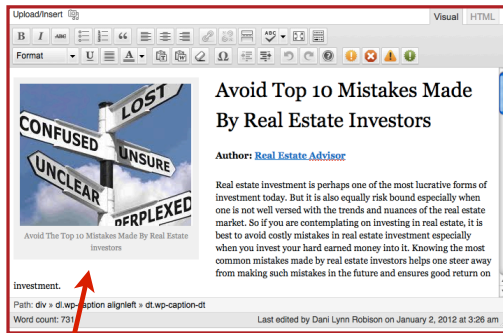 Upload/Insert
Visual HTML
B I ABC
ABC
Format U A T W Ω
Avoid Top 10 Mistakes Made
By Real Estate Investors
Author: Real Estate Advisor
LOST
CONFUSED
UNSURE
UNCLEAR
PERPLEXED
Avoid The Top 10 Mistakes Made By Real Estate
investors
Real estate investment is perhaps one of the most lucrative forms of
investment today. But it is also equally risk bound especially when
one is not well versed with the trends and nuances of the real estate
market. So if you are contemplating on investing in real estate, it is
best to avoid costly mistakes in real estate investment especially
when you invest your hard earned money into it. Knowing the most
common mistakes made by real estate investors helps one steer away
from making such mistakes in the future and ensures good return on
investment.
Path: div » dl.wp-caption alignleft » dt.wp-caption-dt
Word count: 731 Last edited by Dani Lynn Robison on January 2, 2012 at 3:26 am